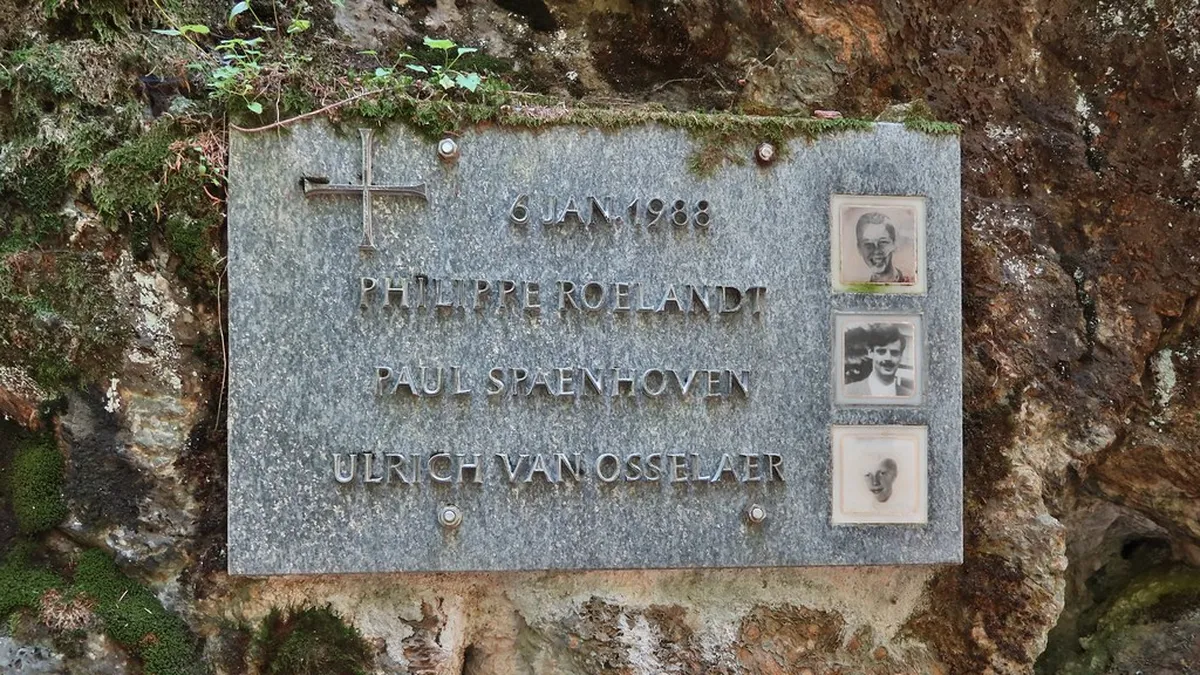 6 JAN. 1988
PHILIPPE ROELANDT
PAUL SPAENHOVEN
ULRICH VAN OSSELAER